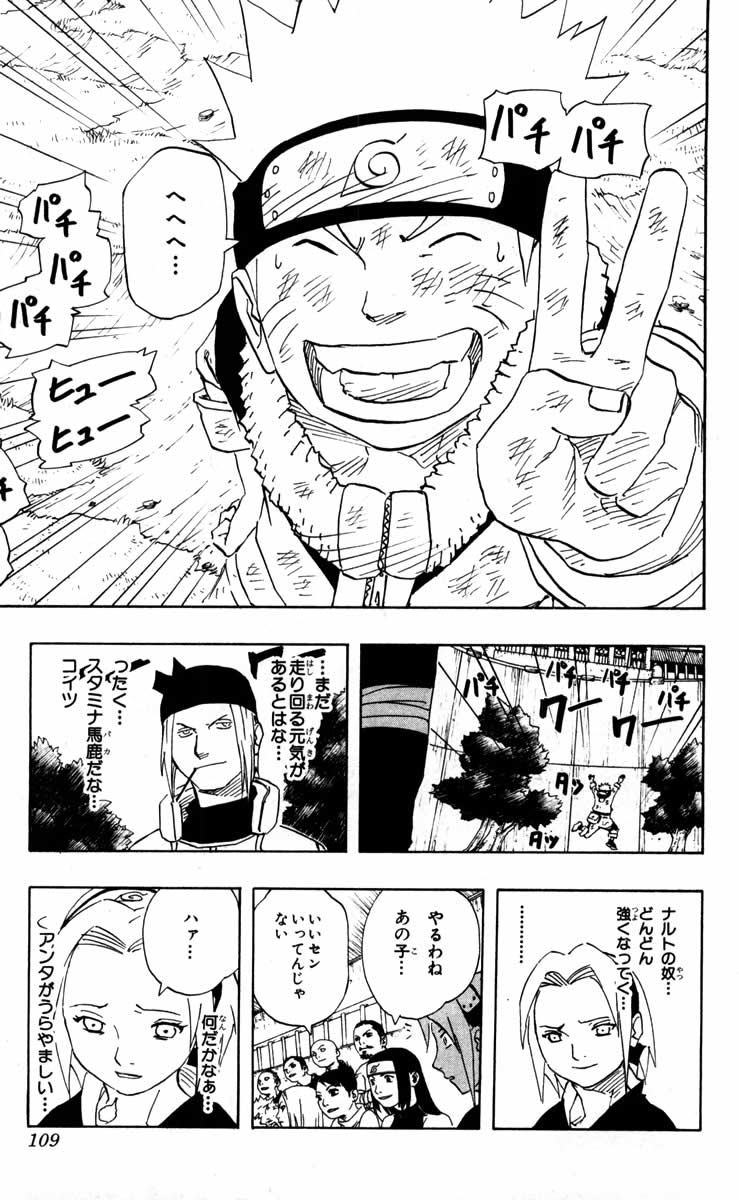 パチ
パチ
へへへ…
パチ
パチ
パチ
ヒューー
ヒューー
パチ
パチ
パチ
パチ
パチ
ワー
ワー
タッ
タッ
…まだ
走り回る元気が
あるとはな…
ったく…
スタミナ馬鹿だな…
コイツ
ナルトの奴
どんどん
強くなってく…
………
やるわね
あの子…
いいセン
いってんじゃ
ない
ハァ…
何だかなぁ…
アンタがうらやましい…
109